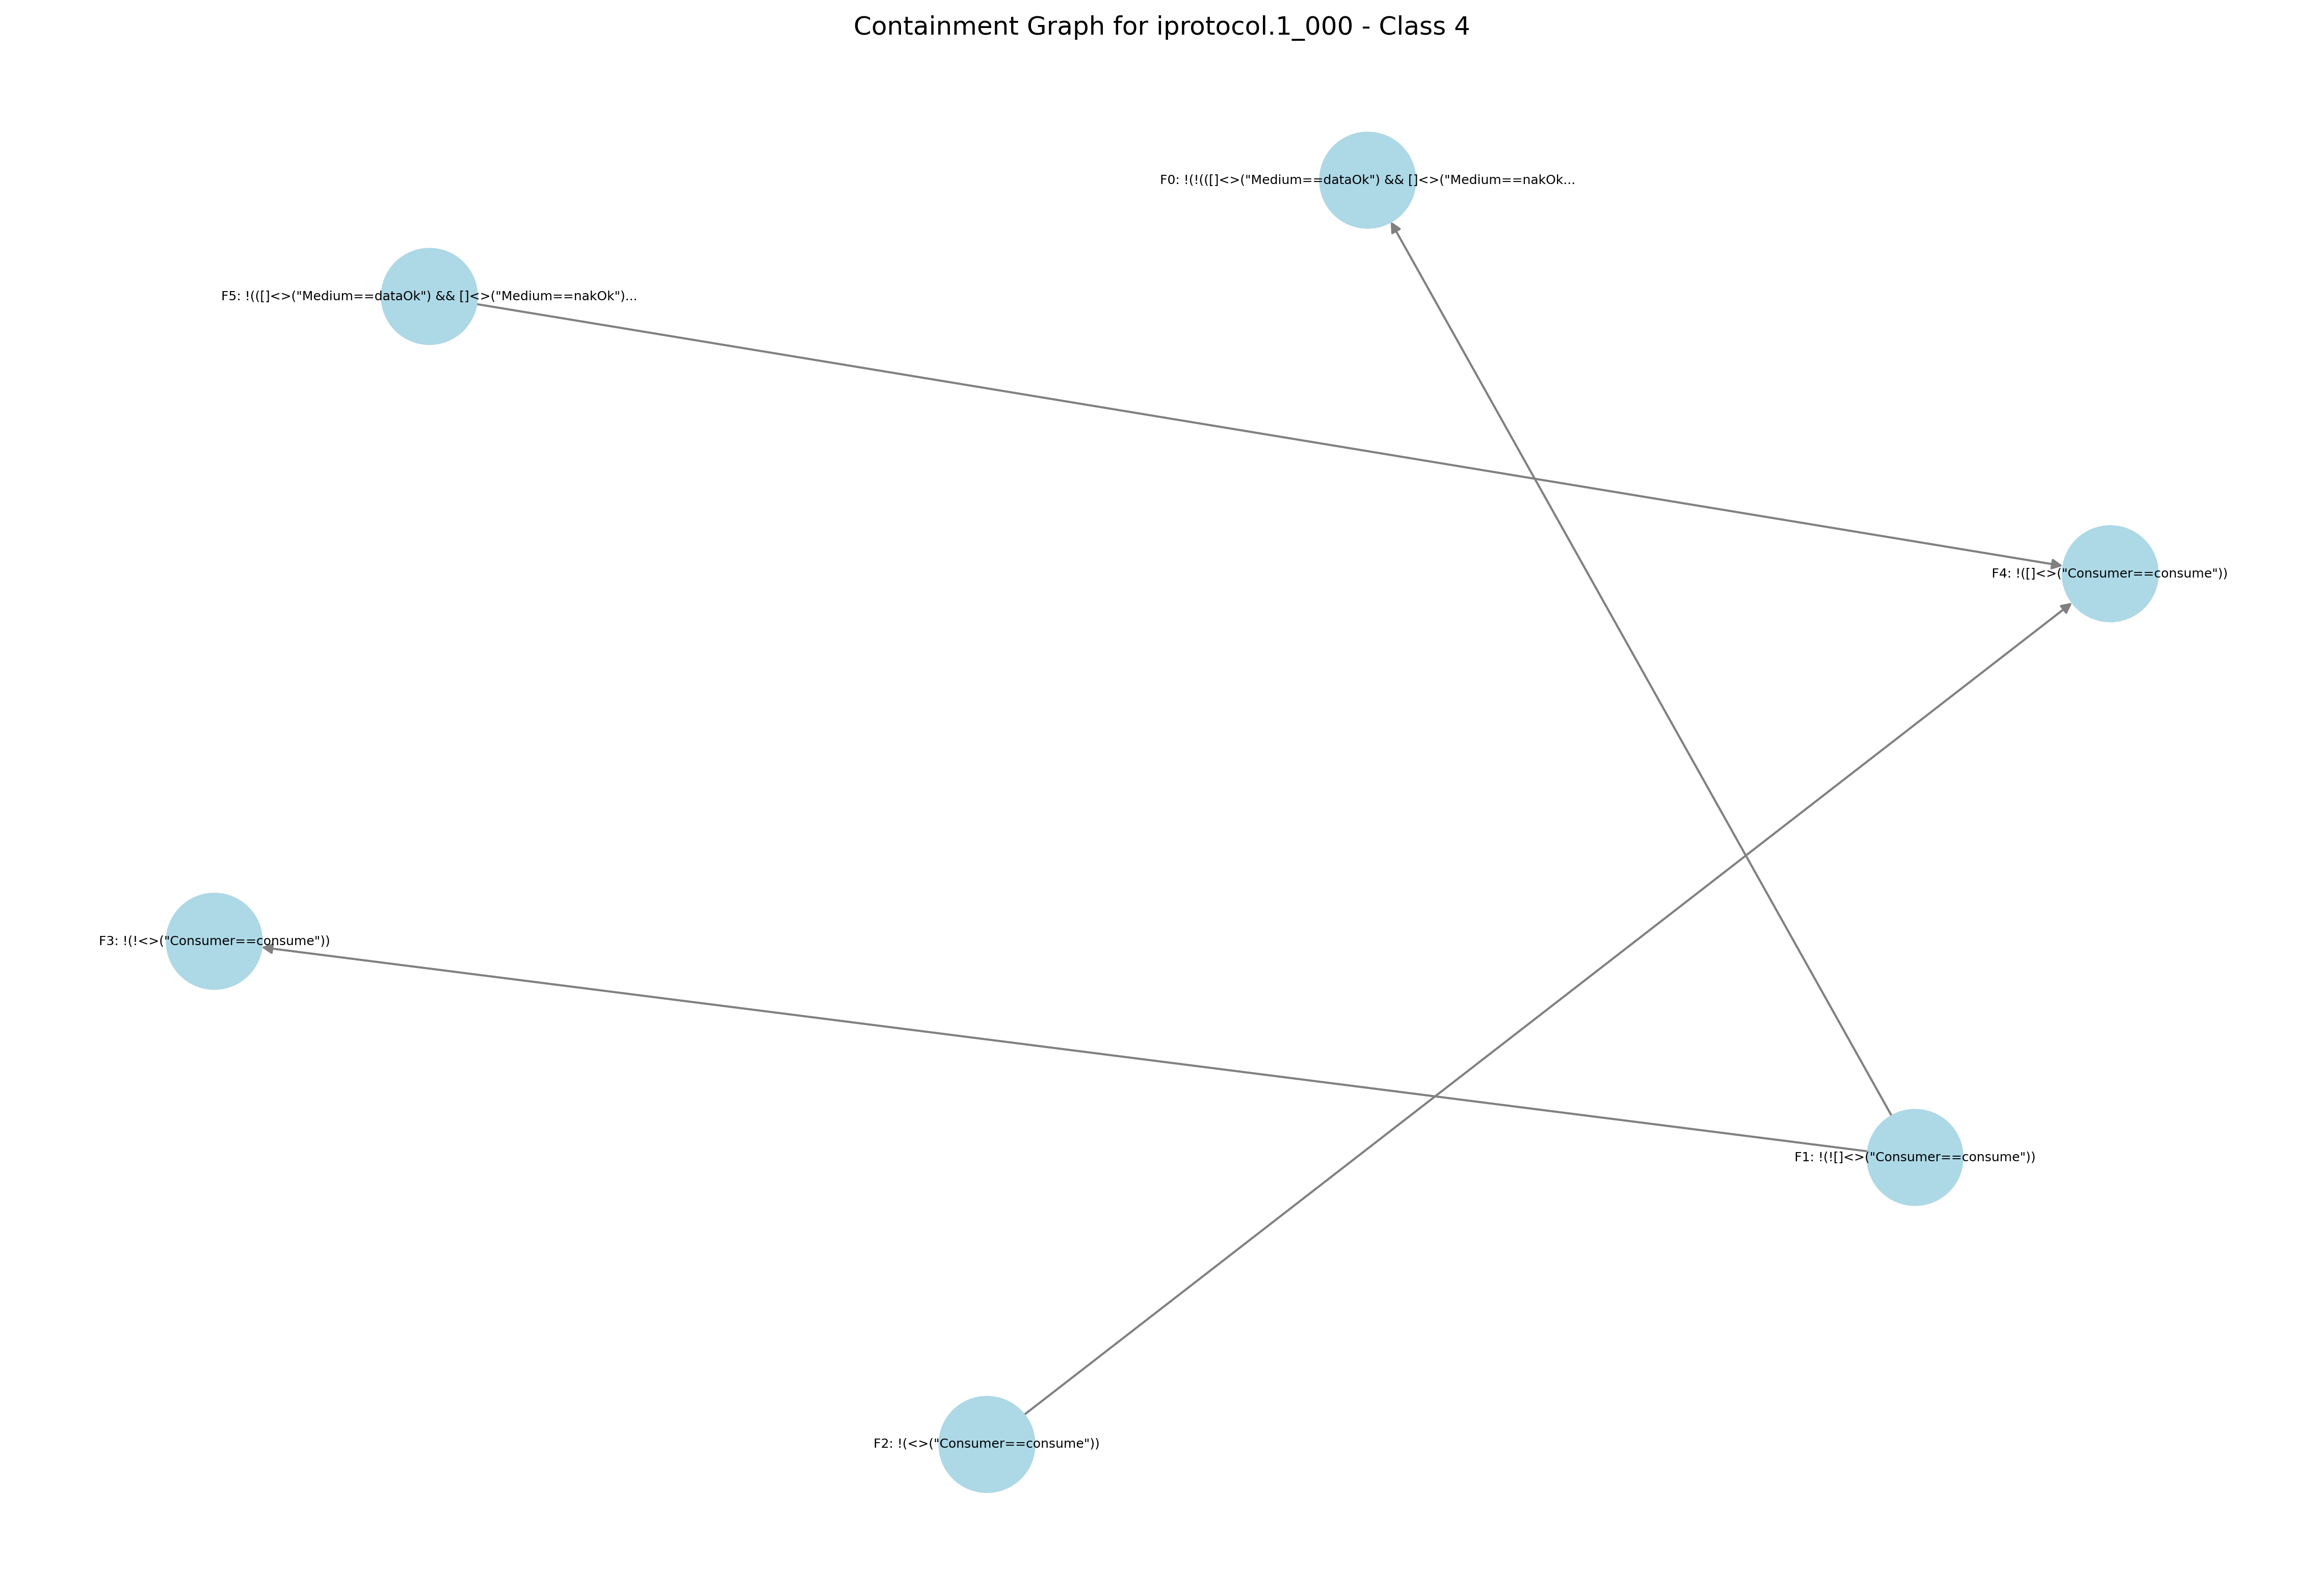 Containment Graph for iprotocol.1_000 - Class 4
F0: !(!(([]<>("Medium==dataOk") && []<>("Medium==nakOk...
F5: !(([]<>("Medium==dataOk") && []<>("Medium==nakOk")...
F4: !([]<>("Consumer==consume"))
F3: !(!<>("Consumer==consume"))
F1: !(![]<>("Consumer==consume"))
F2: !(<>("Consumer==consume"))